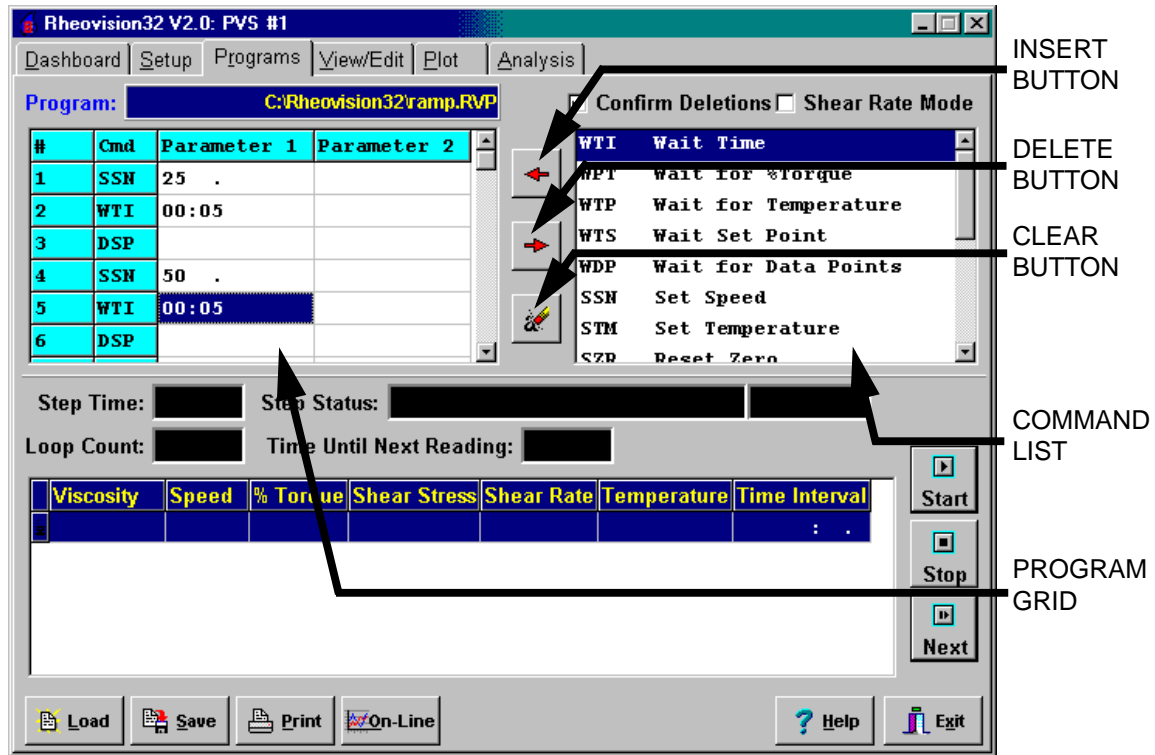 Rheovision32 V2.0: PVS #1
Dashboard Setup Programs View/Edit Plot Analysis
INSERT
BUTTON
Program: C:\Rheovision32\ramp.RVP
Confirm Deletions Shear Rate Mode
# Cmd Parameter 1 Parameter 2
1 SSN 25 .
2 WTI 00:05
3 DSP
4 SSN 50 .
5 WTI 00:05
6 DSP
WTI Wait Time
WPT Wait for %Torque
WTP Wait for Temperature
WTS Wait Set Point
WDP Wait for Data Points
SSN Set Speed
STM Set Temperature
SZR Reset Zero
DELETE
BUTTON
CLEAR
BUTTON
Step Time: Step Status:
Loop Count: Time Until Next Reading:
COMMAND
LIST
Viscosity Speed % Torque Shear Stress Shear Rate Temperature Time Interval
: .
Start
Stop
Next
PROGRAM
GRID
Load Save Print On-Line Help Exit